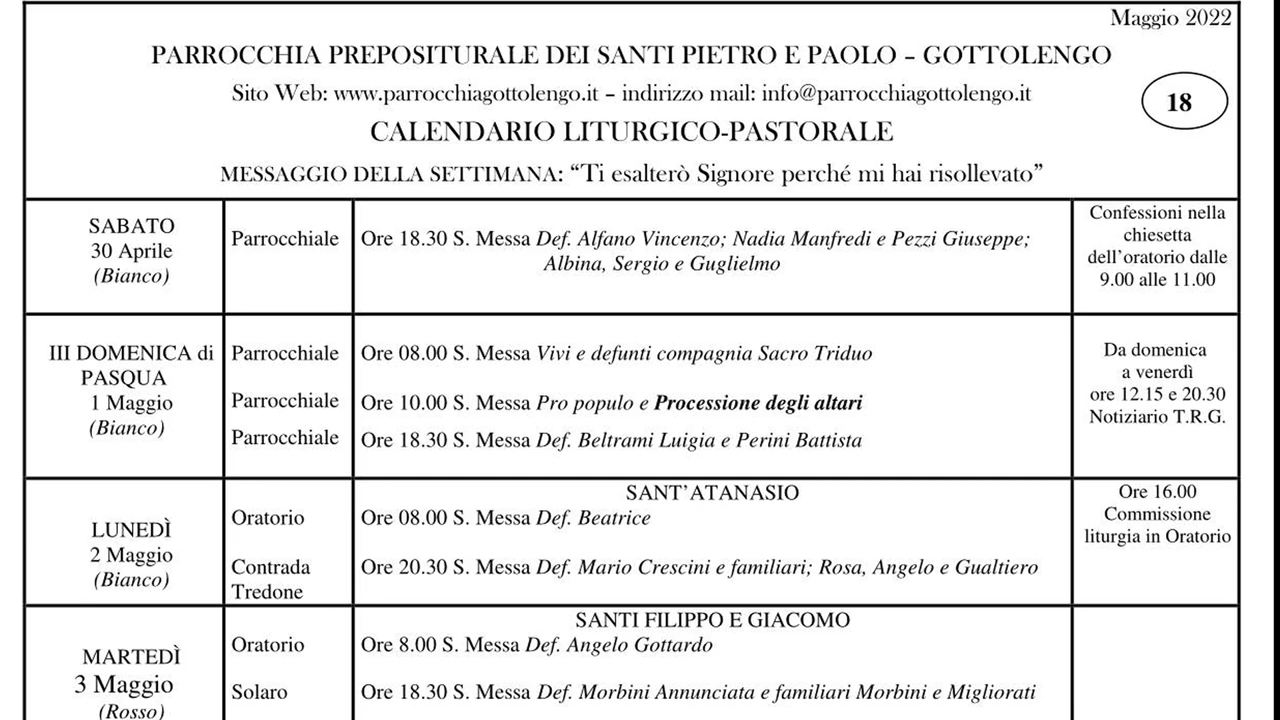 Maggio 2022
PARROCCHIA PREPOSITURALE DEI SANTI PIETRO E PAOLO – GOTTOLENGO
Sito Web: www.parrocchiagottolengo.it – indirizzo mail: info@parrocchiagottolengo.it
18
CALENDARIO LITURGICO-PASTORALE
MESSAGGIO DELLA SETTIMANA: “Ti esalterò Signore perché mi hai risollevato”
SABATO
30 Aprile
(Bianco)
Parrocchiale
Ore 18.30 S. Messa Def. Alfano Vincenzo; Nadia Manfredi e Pezzi Giuseppe;
Albina, Sergio e Guglielmo
Confessioni nella
chiesetta
dell’oratorio dalle
9.00 alle 11.00
III DOMENICA di
PASQUA
1 Maggio
(Bianco)
Parrocchiale
Ore 08.00 S. Messa Vivi e defunti compagnia Sacro Triduo
Parrocchiale
Ore 10.00 S. Messa Pro populo e Processione degli altari
Parrocchiale
Ore 18.30 S. Messa Def. Beltrami Luigia e Perini Battista
Da domenica
a venerdì
ore 12.15 e 20.30
Notiziario T.R.G.
LUNEDÌ
2 Maggio
(Bianco)
SANT’ATANASIO
Oratorio
Ore 08.00 S. Messa Def. Beatrice
Contrada
Tredone
Ore 20.30 S. Messa Def. Mario Crescini e familiari; Rosa, Angelo e Gualtiero
Ore 16.00
Commissione
liturgia in Oratorio
MARTEDÌ
3 Maggio
(Rosso)
SANTI FILIPPO E GIACOMO
Oratorio
Ore 8.00 S. Messa Def. Angelo Gottardo
Solaro
Ore 18.30 S. Messa Def. Morbini Annunciata e familiari Morbini e Migliorati